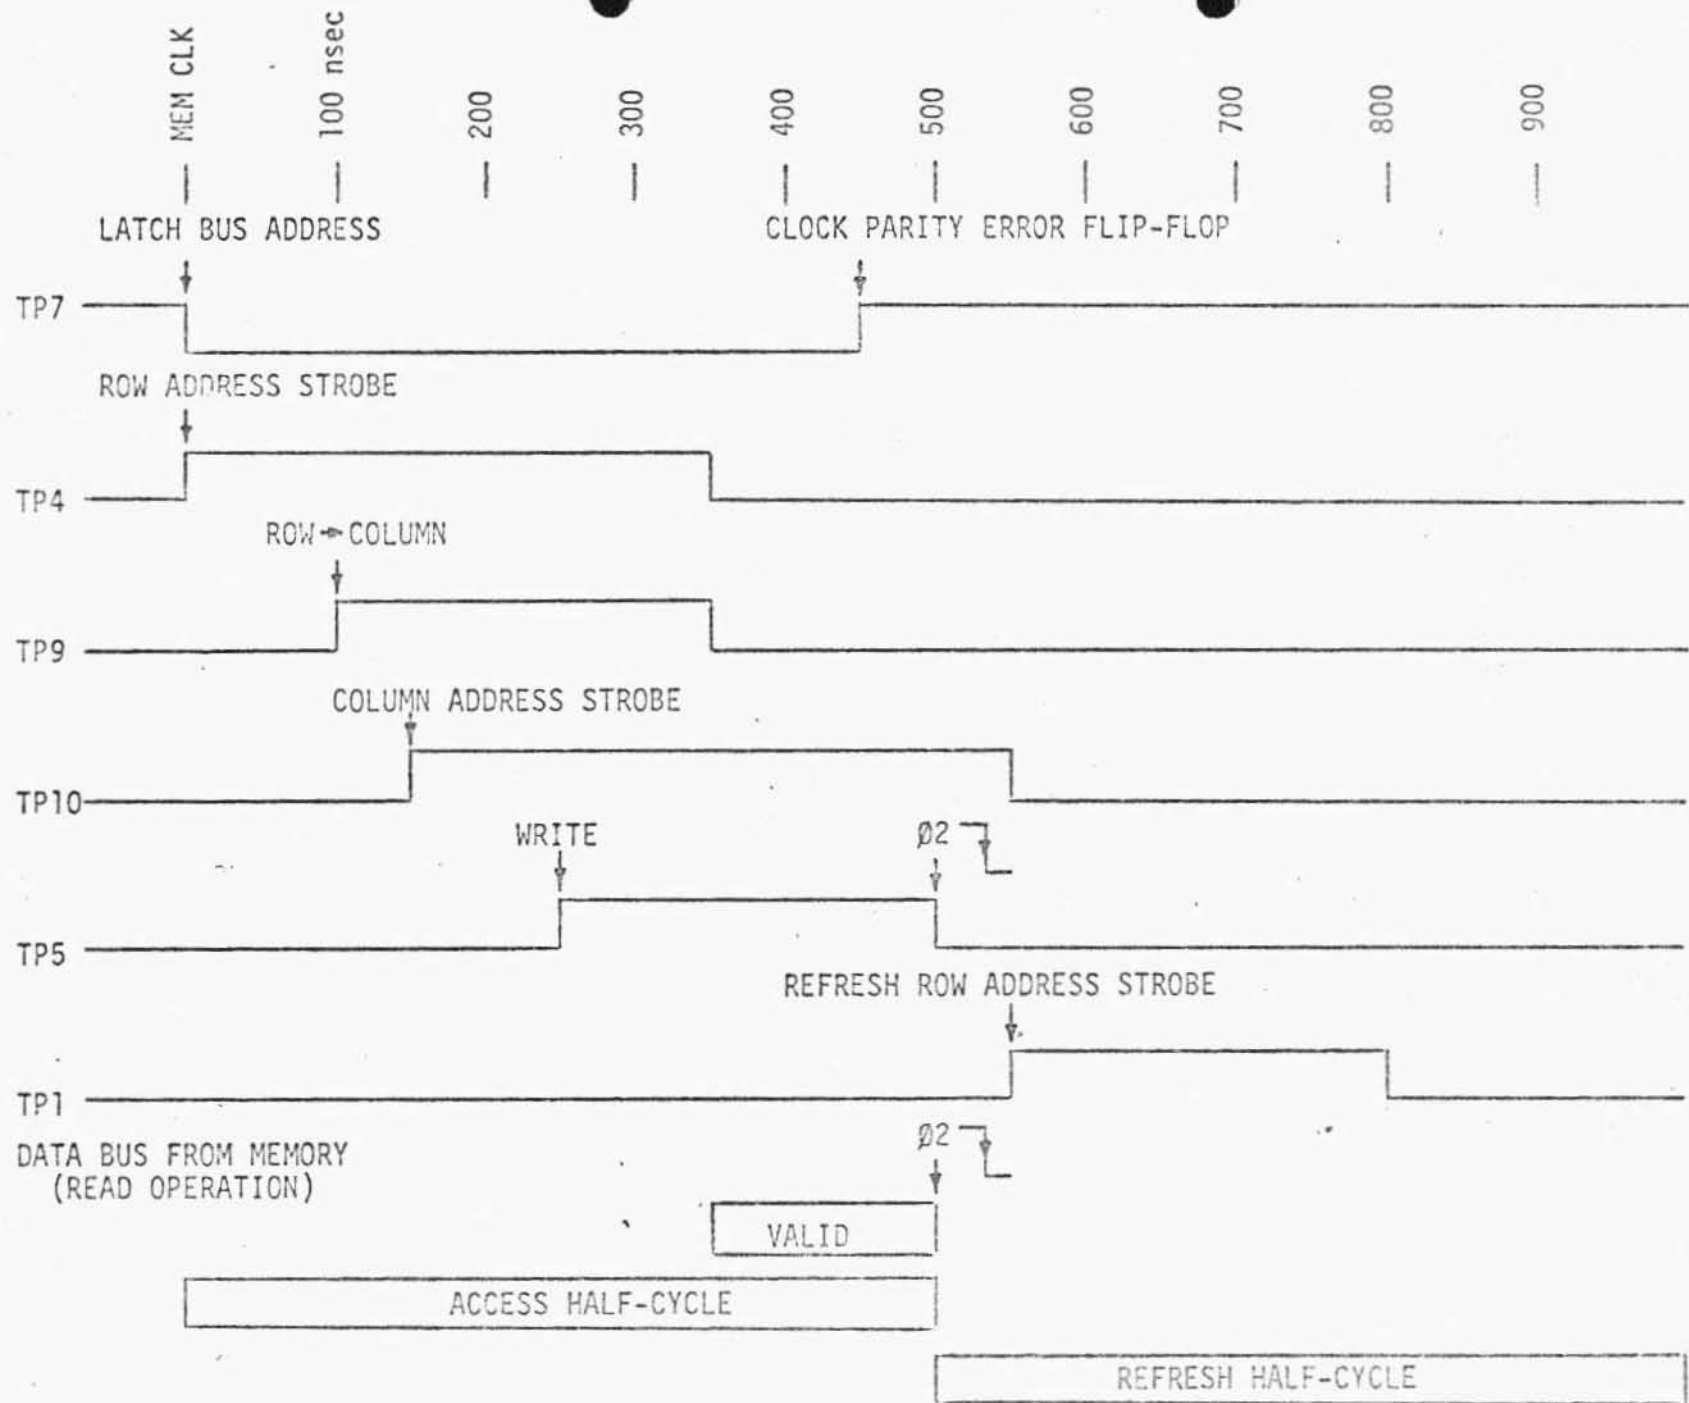 MEM CLK
100 nsec
200
300
400
500
600
700
800
900
LATCH BUS ADDRESS
CLOCK PARITY ERROR FLIP-FLOP
TP7
ROW ADDRESS STROBE
TP4
ROW→COLUMN
TP9
COLUMN ADDRESS STROBE
TP10
WRITE
Ø2
TP5
REFRESH ROW ADDRESS STROBE
TP1
Ø2
DATA BUS FROM MEMORY
(READ OPERATION)
VALID
ACCESS HALF-CYCLE
REFRESH HALF-CYCLE